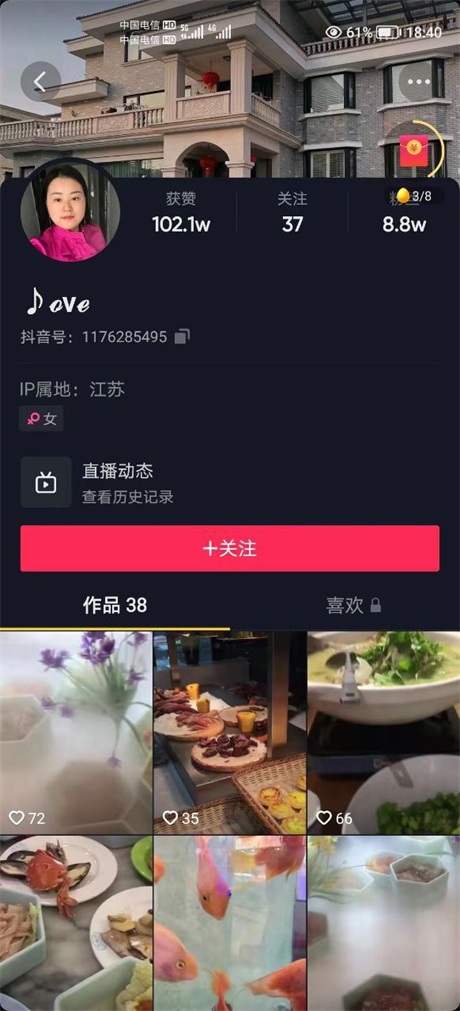 中国电信 HD 5G 4G 61% 18:40
中国电信 HD
3/8
获赞 关注 粉丝
102.1w 37 8.8w
♪ove
抖音号：1176285495
IP属地：江苏
女
直播动态
查看历史记录
+关注
作品 38 喜欢
72 35 66